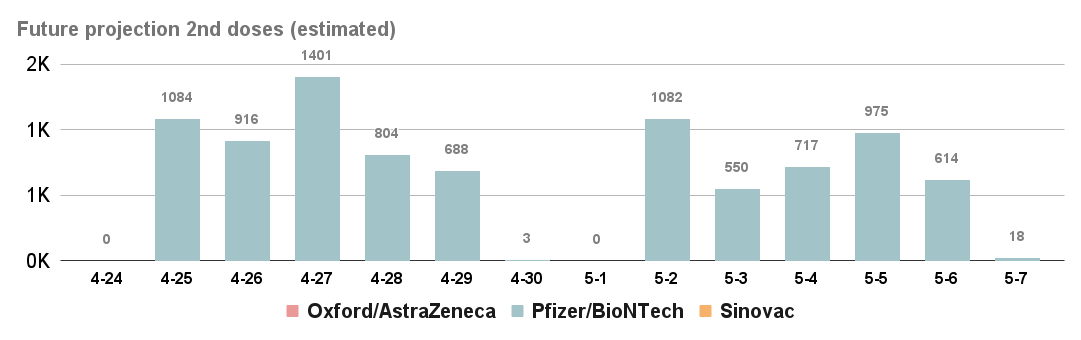 Future projection 2nd doses (estimated)
2K
1K
1K
0K
0
1084
916
1401
804
688
3
0
1082
550
717
975
614
18
4-24 4-25 4-26 4-27 4-28 4-29 4-30 5-1 5-2 5-3 5-4 5-5 5-6 5-7
Oxford/AstraZeneca Pfizer/BioNTech Sinovac